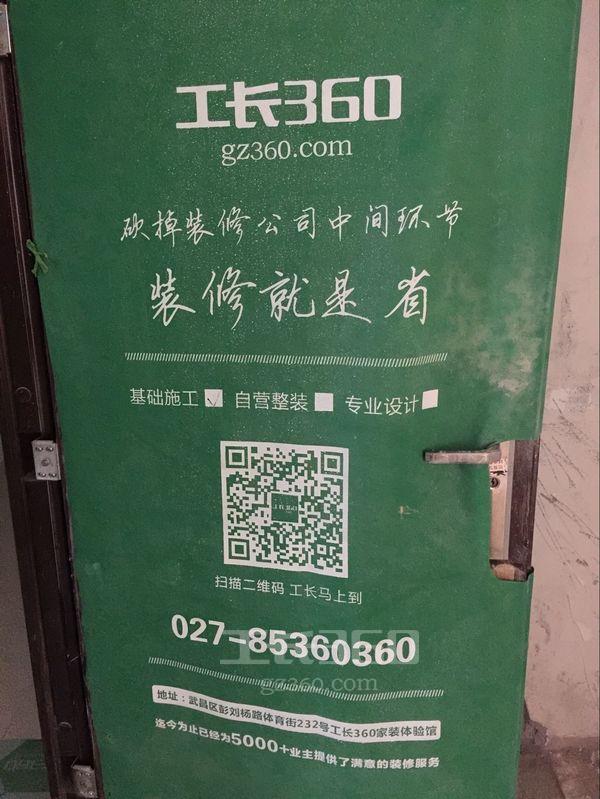 工长360
gz360.com
砍掉装修公司中间环节
装修就是省
基础施工 自营整装 专业设计
扫描二维码 工长马上到
027-85360360
工长360
gz360.com
地址：武昌区彭刘杨路体育街232号工长360家装体验馆
迄今为止已经为5000+业主提供了满意的装修服务